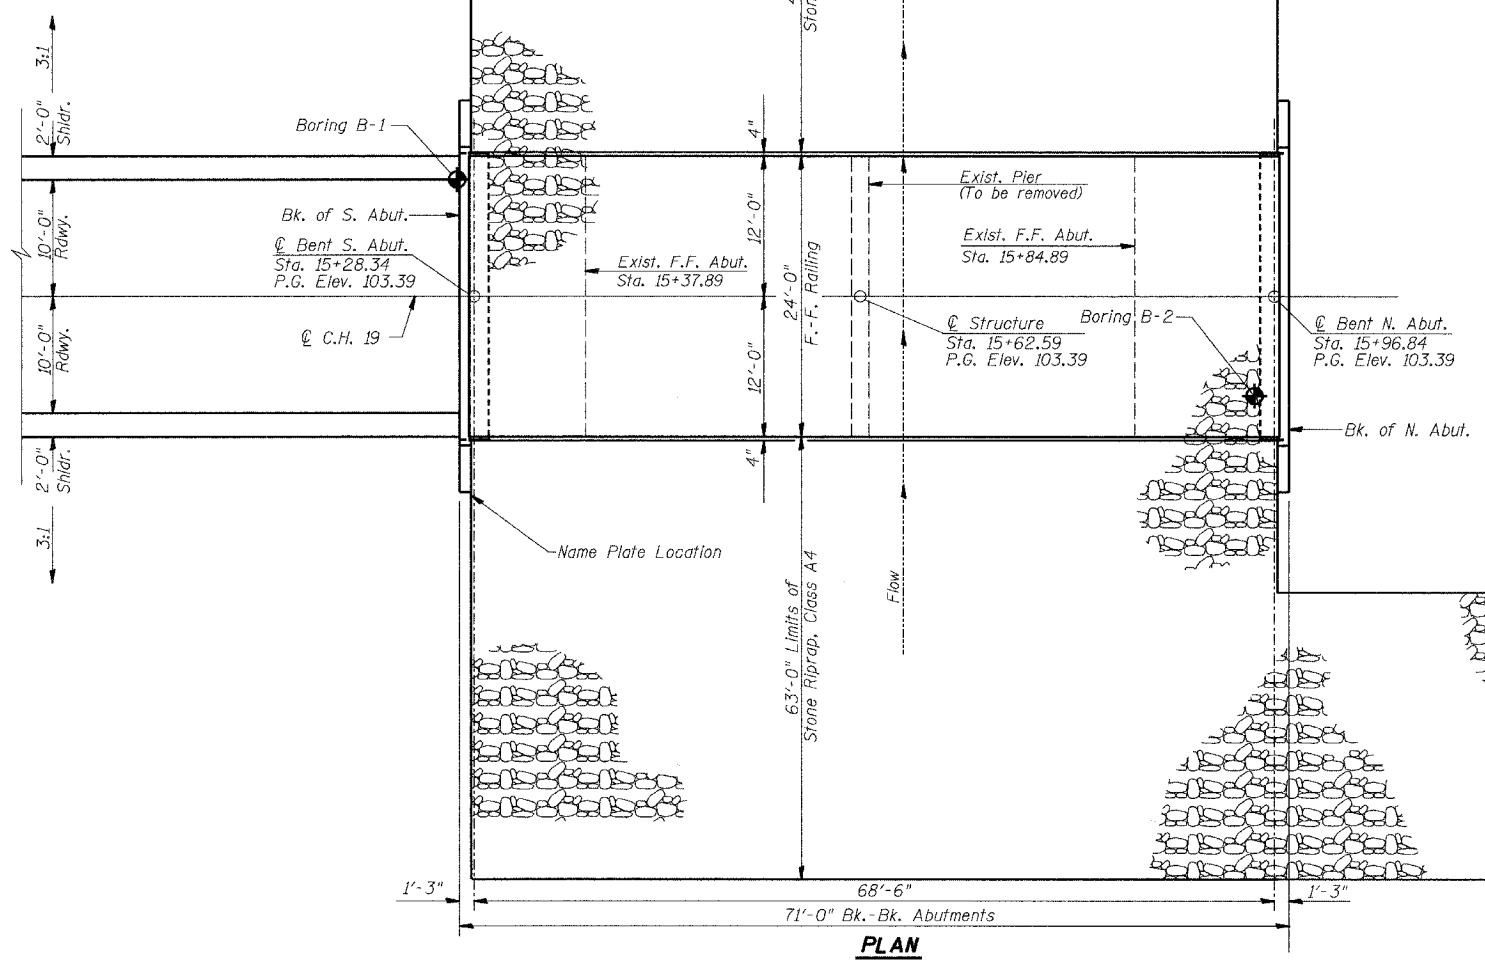 3:1
2'-0"
Shldr.
Boring B-1
4"
Exist. Pier
(To be removed)
Bk. of S. Abut.
10'-0"
Rdwy.
12'-0"
℄ Bent S. Abut.
Sta. 15+28.34
P.G. Elev. 103.39
Exist. F.F. Abut.
Sta. 15+37.89
Exist. F.F. Abut.
Sta. 15+84.89
24'-0"
F.-F. Railing
℄ C.H. 19
℄ Structure
Sta. 15+62.59
P.G. Elev. 103.39
Boring B-2
℄ Bent N. Abut.
Sta. 15+96.84
P.G. Elev. 103.39
10'-0"
Rdwy.
12'-0"
Bk. of N. Abut.
4"
2'-0"
Shldr.
3:1
Name Plate Location
Flow
63'-0" Limits of
Stone Riprap, Class A4
1'-3"
68'-6"
1'-3"
71'-0" Bk.-Bk. Abutments
PLAN